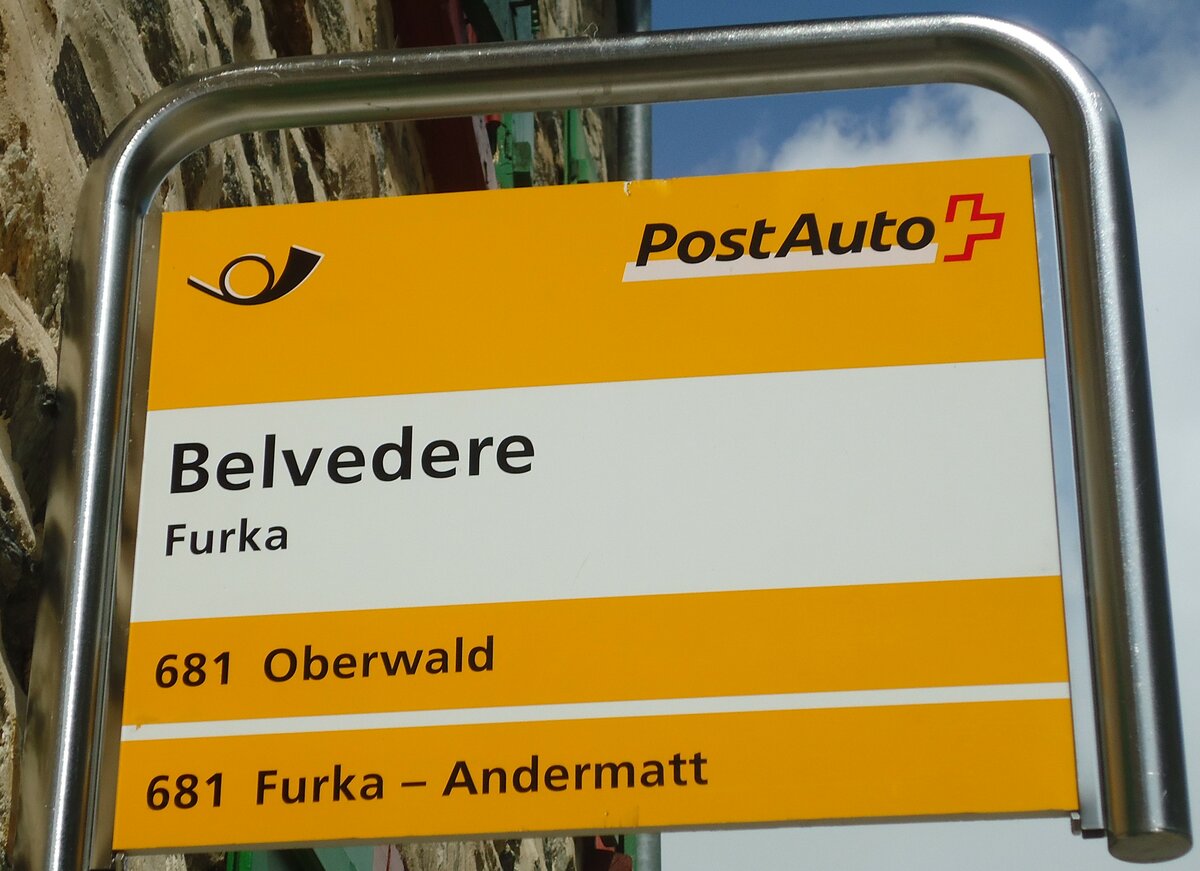 PostAuto
Belvedere
Furka
681 Oberwald
681 Furka – Andermatt